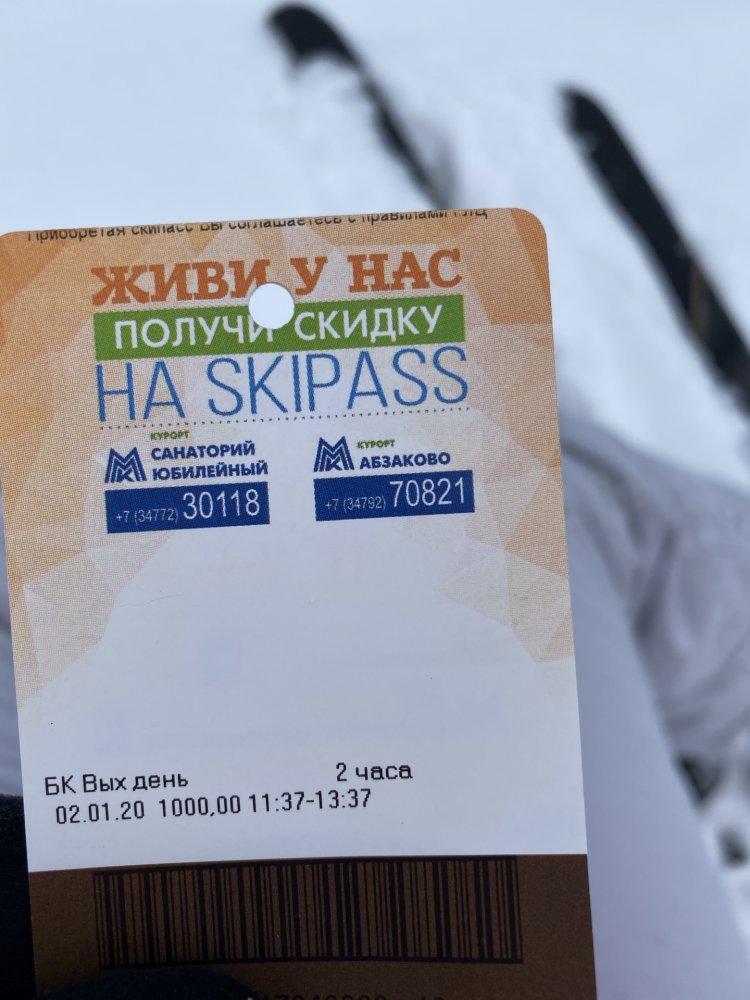 Приобретая скипасс Вы соглашаетесь с правилами ГЛЦ
ЖИВИ У НАС
ПОЛУЧИ СКИДКУ
НА SKIPASS
КУРОРТ
САНАТОРИЙ
ЮБИЛЕЙНЫЙ
+7 (34772) 30118
КУРОРТ
АБЗАКОВО
+7 (34792) 70821
БК Вых день 2 часа
02.01.20 1000,00 11:37-13:37